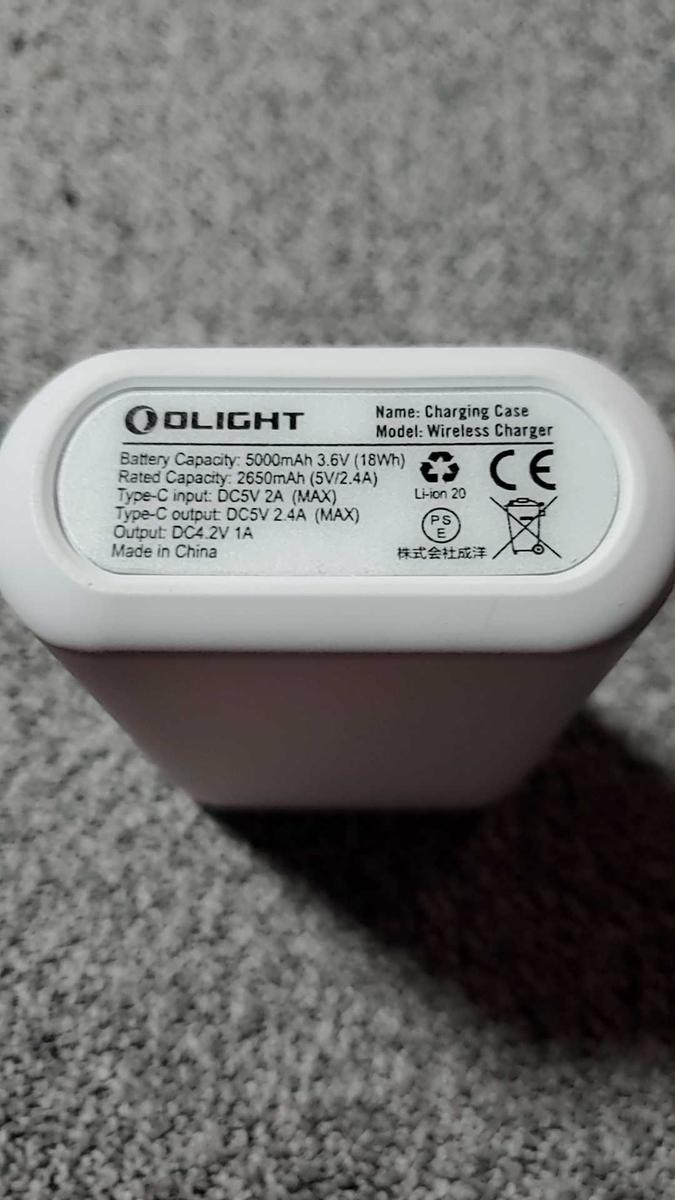 OLIGHT
Name: Charging Case
Model: Wireless Charger
Battery Capacity: 5000mAh 3.6V (18Wh)
Rated Capacity: 2650mAh (5V/2.4A)
Type-C input: DC5V 2A (MAX)
Type-C output: DC5V 2.4A (MAX)
Output: DC4.2V 1A
Made in China
Li-ion 20
CE
PS
E
株式会社成洋